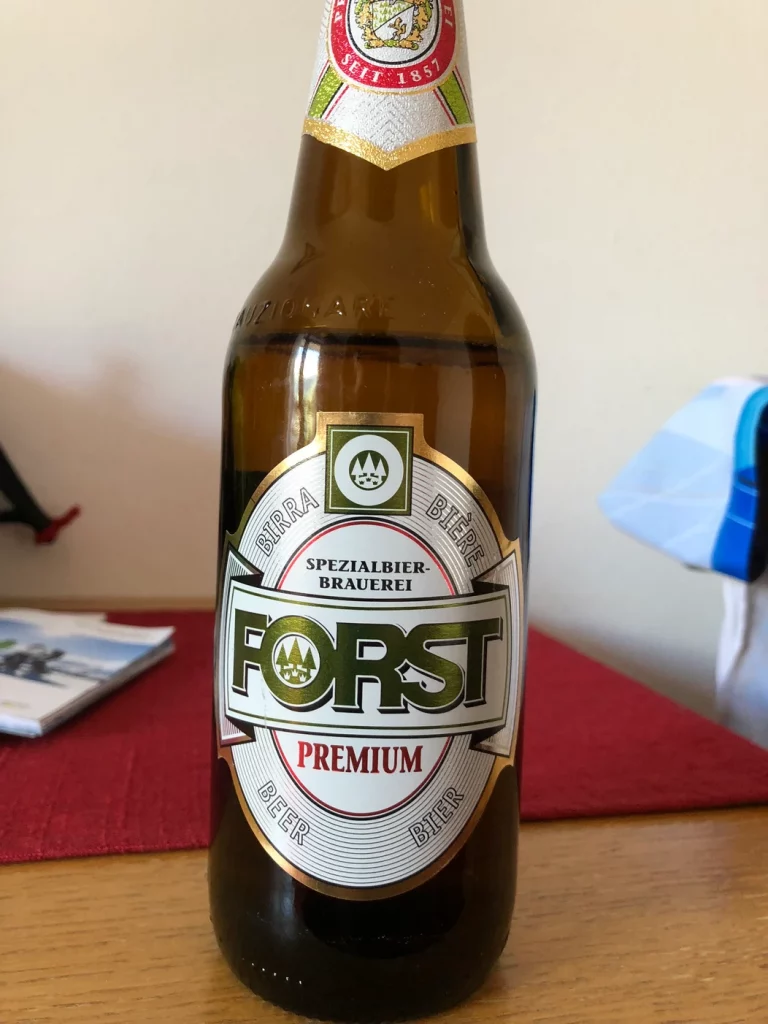 SEIT 1857
BIRRA
BIÈRE
SPEZIALBIER-
BRAUEREI
FORST
PREMIUM
BEER
BIER